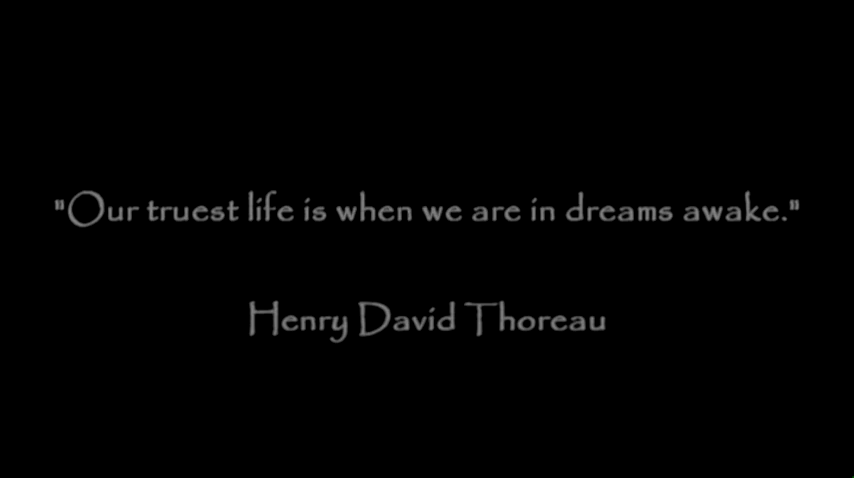 "Our truest life is when we are in dreams awake."
Henry David Thoreau